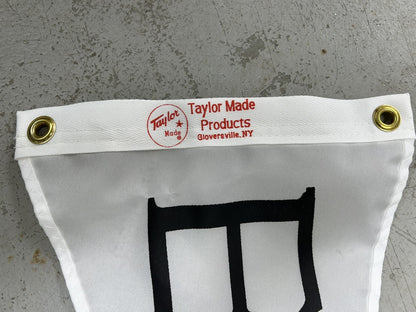 Taylor
Made
®
Taylor Made
Products
Gloversville, NY